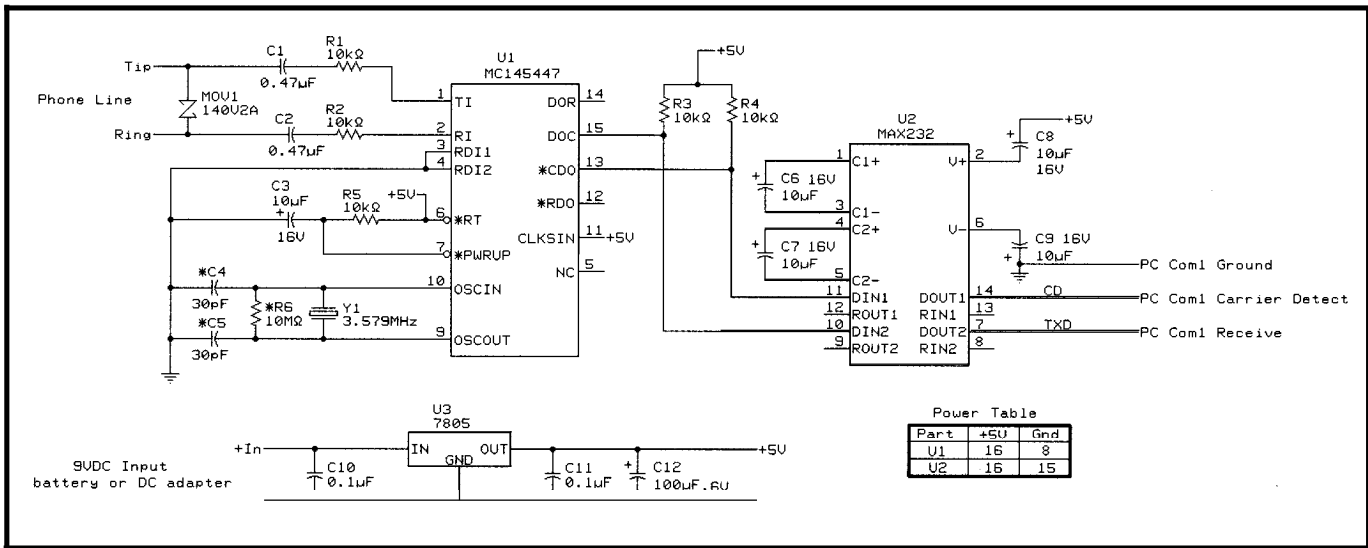 Tip
Phone Line
Ring
MOV1
140V2A
C1
0.47µF
R1
10kΩ
C2
0.47µF
R2
10kΩ
C3
10µF
+
16V
R5
10kΩ
+5V
*C4
30pF
*C5
30pF
*R6
10MΩ
Y1
3.579MHz
U1
MC145447
1 TI
2 RI
3 RDI1
4 RDI2
6 *RT
7 *PWRUP
10 OSCIN
9 OSCOUT
DOR 14
DOC 15
*CDO 13
*RDO 12
CLKSIN 11 +5V
NC 5
+5V
R3
10kΩ
R4
10kΩ
U2
MAX232
1 C1+
3 C1-
4 C2+
5 C2-
11 DIN1
12 ROUT1
10 DIN2
9 ROUT2
V+ 2
V- 6
DOUT1 14
RIN1 13
DOUT2 7
RIN2 8
+
C6 16V
10µF
+
C7 16V
10µF
+5V
+
C8
10µF
16V
C9 16V
+
10µF
PC Com1 Ground
CD
PC Com1 Carrier Detect
TXD
PC Com1 Receive
9VDC Input
battery or DC adapter
+In
C10
0.1µF
U3
7805
IN OUT
GND
C11
0.1µF
+
C12
100µF.6V
+5V
Power Table
Part +5V Gnd
U1 16 8
U2 16 15